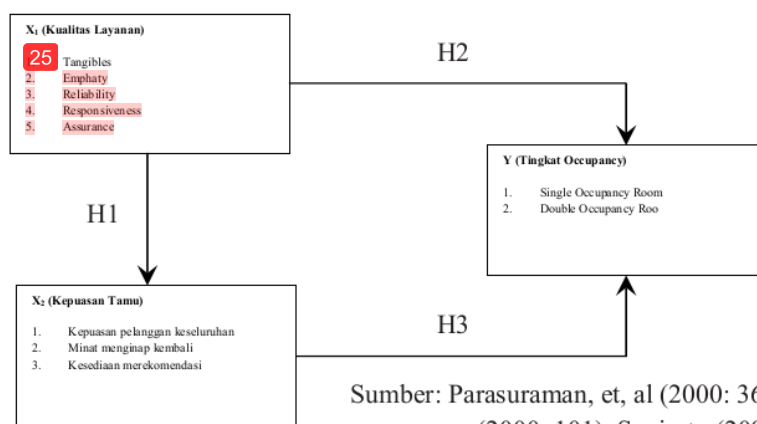 X₁ (Kualitas Layanan)
25
Tangibles
2. Emphaty
3. Reliability
4. Responsiveness
5. Assurance
H2
Y (Tingkat Occupancy)
1. Single Occupancy Room
2. Double Occupancy Roo
H1
X₂ (Kepuasan Tamu)
1. Kepuasan pelanggan keseluruhan
2. Minat menginap kembali
3. Kesediaan merekomendasi
H3
Sumber: Parasuraman, et, al (2000: 36